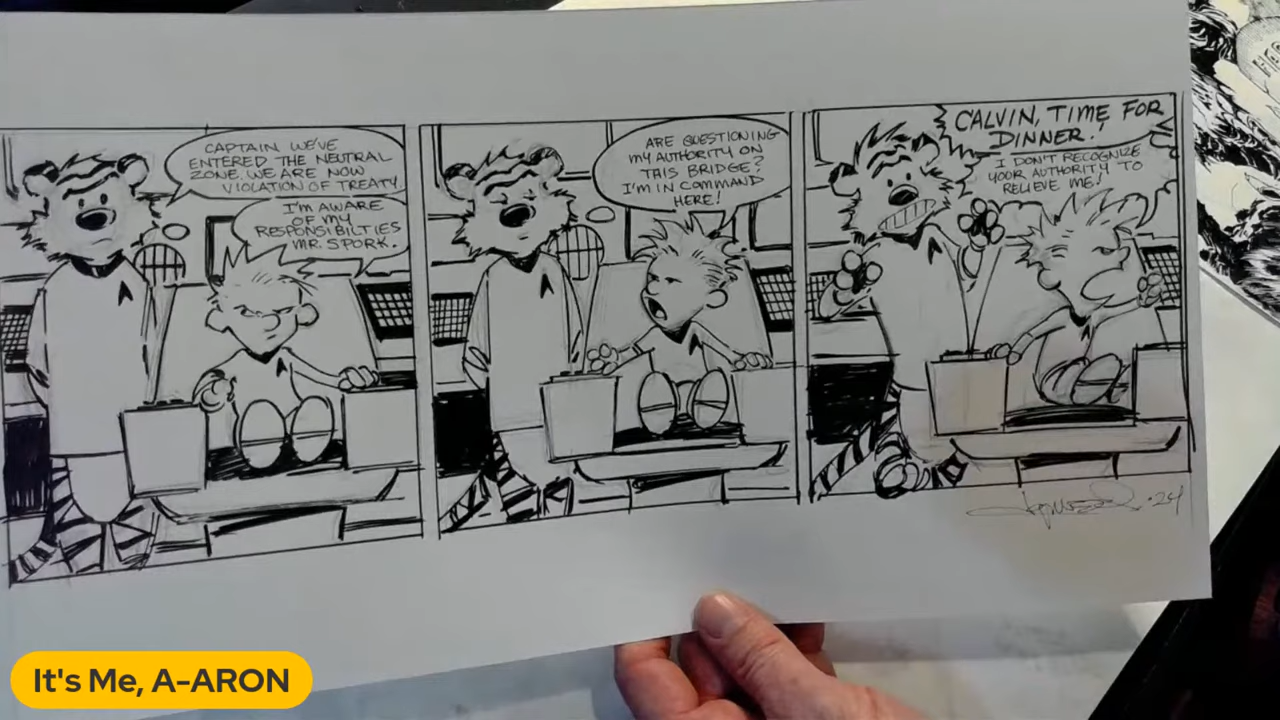 CAPTAIN WE'VE
ENTERED THE NEUTRAL
ZONE. WE ARE NOW
VIOLATION OF TREATY
I'M AWARE
OF MY
RESPONSIBILTIES
MR. SPORK.
ARE QUESTIONING
MY AUTHORITY ON
THIS BRIDGE?
I'M IN COMMAND
HERE!
CALVIN, TIME FOR
DINNER!
I DON'T RECOGNIZE
YOUR AUTHORITY TO
RELIEVE ME!
·24
It's Me, A-ARON